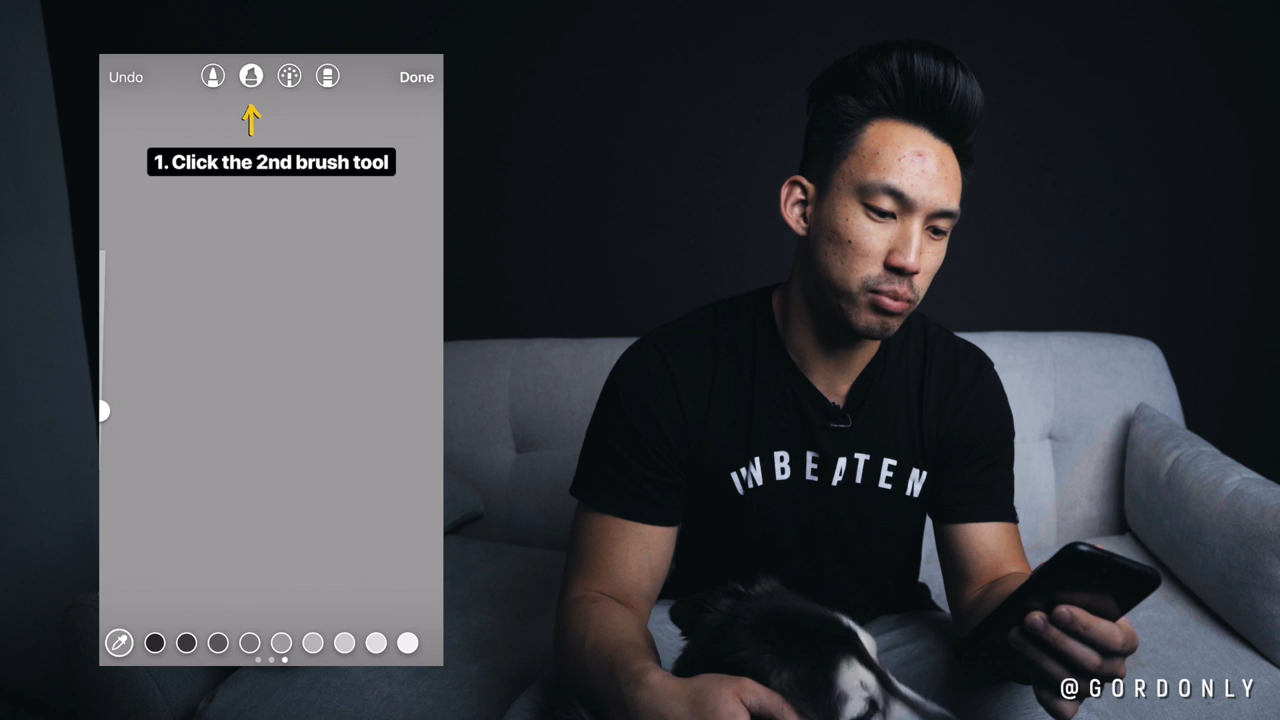 Undo
Done
1. Click the 2nd brush tool
UNBEATEN
@GORDONLY